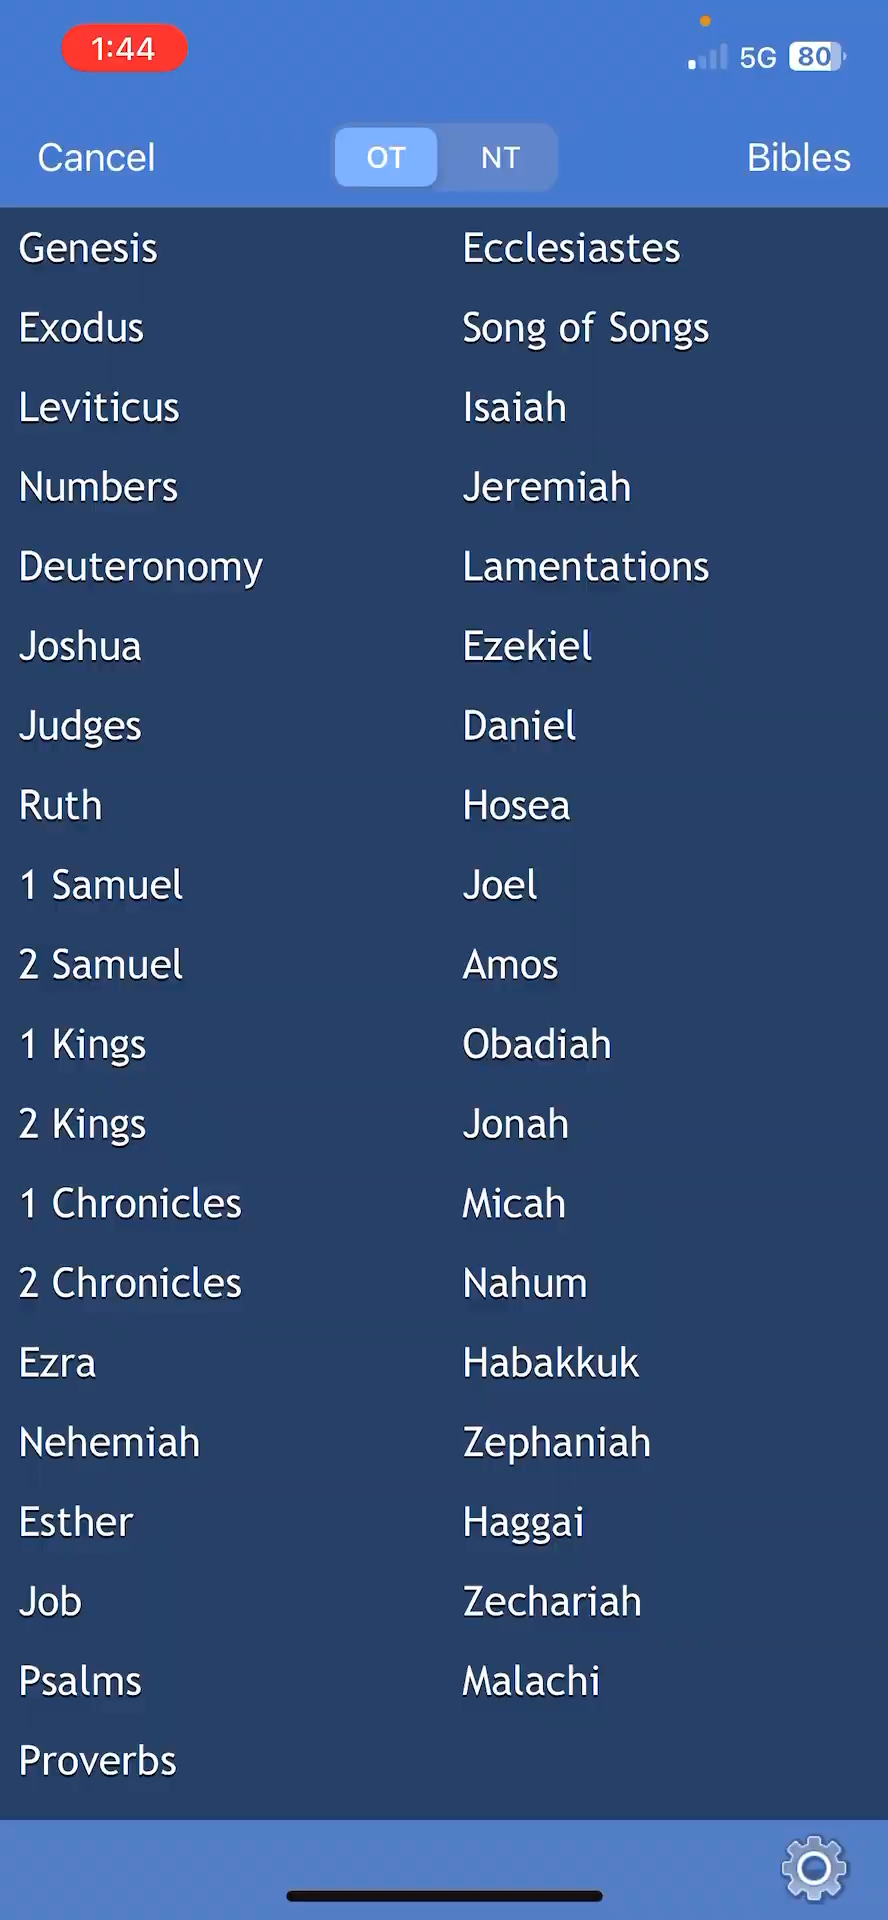 1:44
5G 80
Cancel
OT NT
Bibles
Genesis
Exodus
Leviticus
Numbers
Deuteronomy
Joshua
Judges
Ruth
1 Samuel
2 Samuel
1 Kings
2 Kings
1 Chronicles
2 Chronicles
Ezra
Nehemiah
Esther
Job
Psalms
Proverbs
Ecclesiastes
Song of Songs
Isaiah
Jeremiah
Lamentations
Ezekiel
Daniel
Hosea
Joel
Amos
Obadiah
Jonah
Micah
Nahum
Habakkuk
Zephaniah
Haggai
Zechariah
Malachi